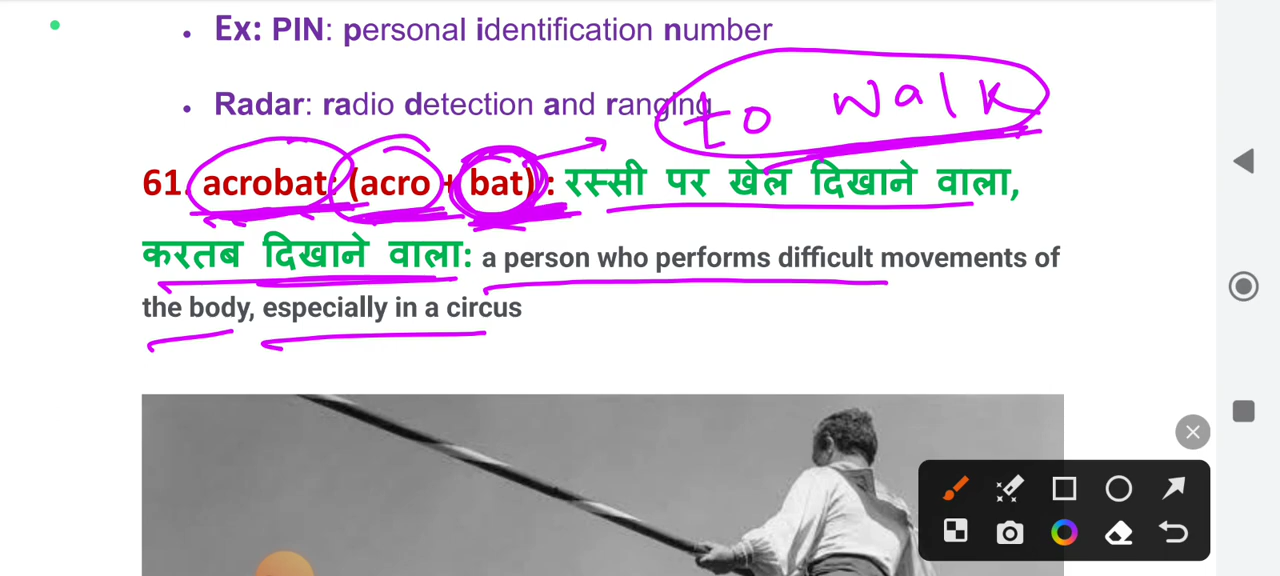 • Ex: PIN: personal identification number
to walk
• Radar: radio detection and ranging
61. acrobat: (acro + bat) : रस्सी पर खेल दिखाने वाला,
करतब दिखाने वाला: a person who performs difficult movements of
the body, especially in a circus